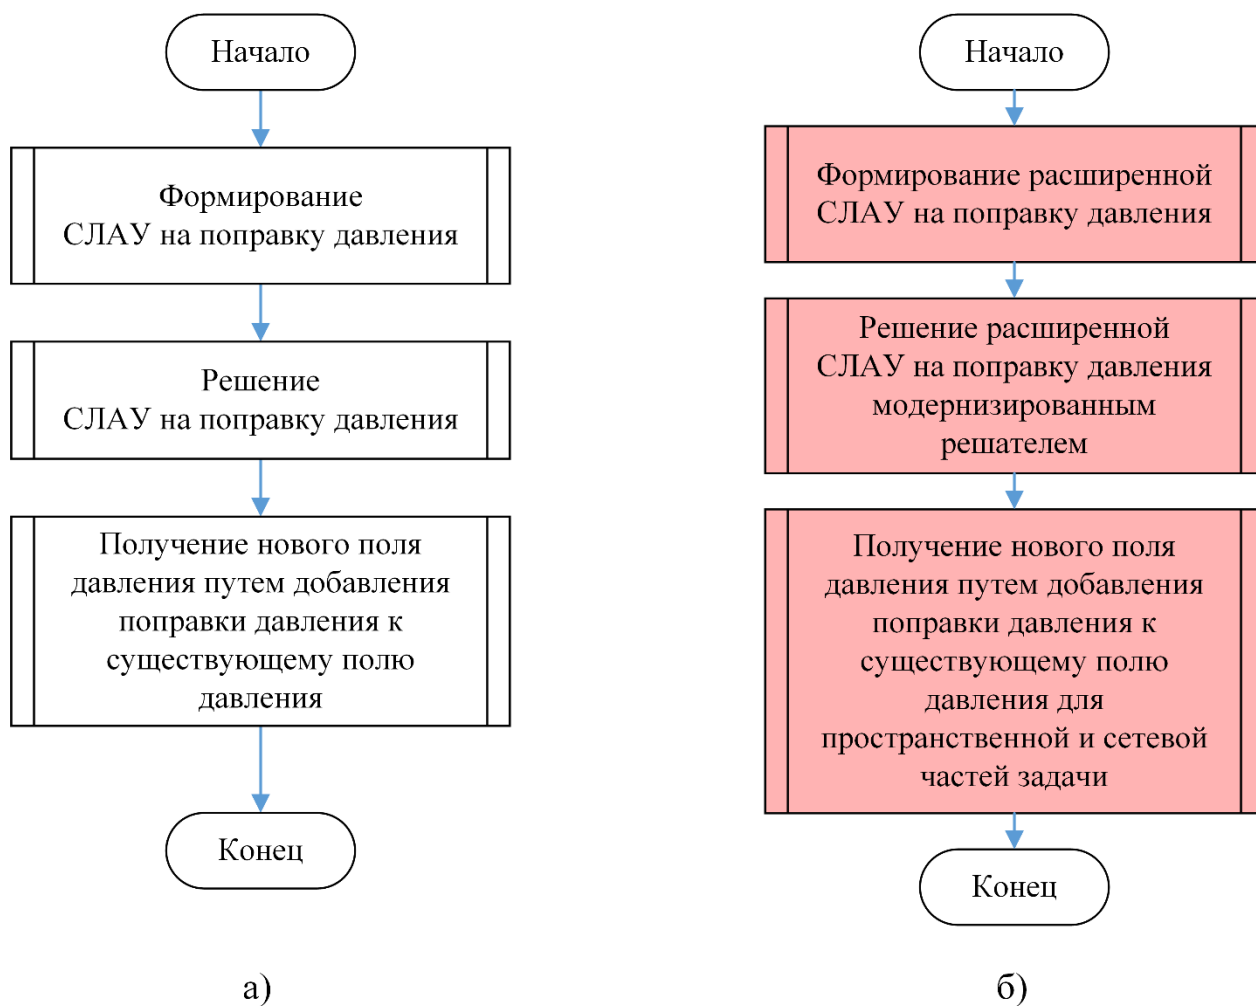 Начало
Формирование
СЛАУ на поправку давления
Решение
СЛАУ на поправку давления
Получение нового поля
давления путем добавления
поправки давления к
существующему полю
давления
Конец
а)
Начало
Формирование расширенной
СЛАУ на поправку давления
Решение расширенной
СЛАУ на поправку давления
модернизированным
решателем
Получение нового поля
давления путем добавления
поправки давления к
существующему полю
давления для
пространственной и сетевой
частей задачи
Конец
б)